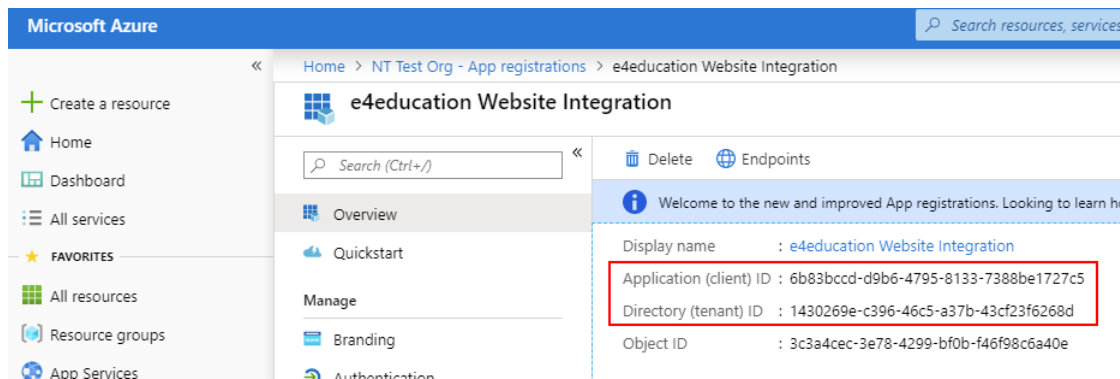 Microsoft Azure
Search resources, services
«
Home > NT Test Org - App registrations > e4education Website Integration
Create a resource
Home
Dashboard
All services
FAVORITES
All resources
Resource groups
App Services
e4education Website Integration
Search (Ctrl+/)
«
Overview
Quickstart
Manage
Branding
Authentication
Delete
Endpoints
Welcome to the new and improved App registrations. Looking to learn h
Display name : e4education Website Integration
Application (client) ID : 6b83bccd-d9b6-4795-8133-7388be1727c5
Directory (tenant) ID : 1430269e-c396-46c5-a37b-43cf23f6268d
Object ID : 3c3a4cec-3e78-4299-bf0b-f46f98c6a40e